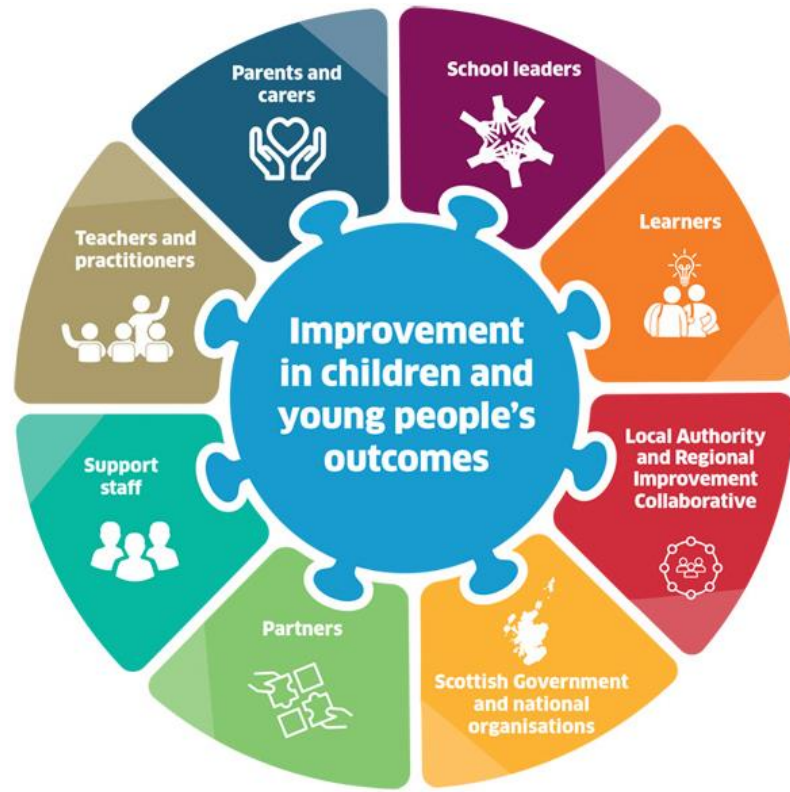 Parents and
carers
School leaders
Learners
Local Authority
and Regional
Improvement
Collaborative
Scottish Government
and national
organisations
Partners
Support
staff
Teachers and
practitioners
Improvement
in children and
young people's
outcomes